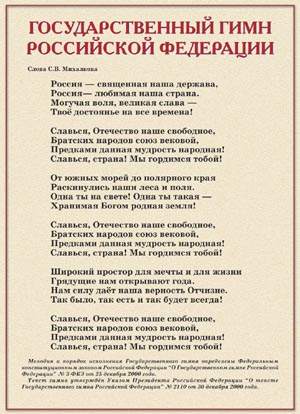 ГОСУДАРСТВЕННЫЙ ГИМН
РОССИЙСКОЙ ФЕДЕРАЦИИ
Слова С.В. Михалкова
Россия — священная наша держава,
Россия— любимая наша страна.
Могучая воля, великая слава —
Твоё достоянье на все времена!
Славься, Отечество наше свободное,
Братских народов союз вековой,
Предками данная мудрость народная!
Славься, страна! Мы гордимся тобой!
От южных морей до полярного края
Раскинулись наши леса и поля.
Одна ты на свете! Одна ты такая —
Хранимая Богом родная земля!
Славься, Отечество наше свободное,
Братских народов союз вековой,
Предками данная мудрость народная!
Славься, страна! Мы гордимся тобой!
Широкий простор для мечты и для жизни
Грядущие нам открывают года.
Нам силу даёт наша верность Отчизне.
Так было, так есть и так будет всегда!
Славься, Отечество наше свободное,
Братских народов союз вековой,
Предками данная мудрость народная!
Славься, страна! Мы гордимся тобой!
Мелодия и порядок исполнения Государственного гимна определены Федеральным
конституционным законом Российской Федерации "О Государственном гимне Российской
Федерации" № 3-ФКЗ от 25 декабря 2000 года.
Текст гимна утверждён Указом Президента Российской Федерации "О тексте
Государственного гимна Российской Федерации" № 2110 от 30 декабря 2000 года.